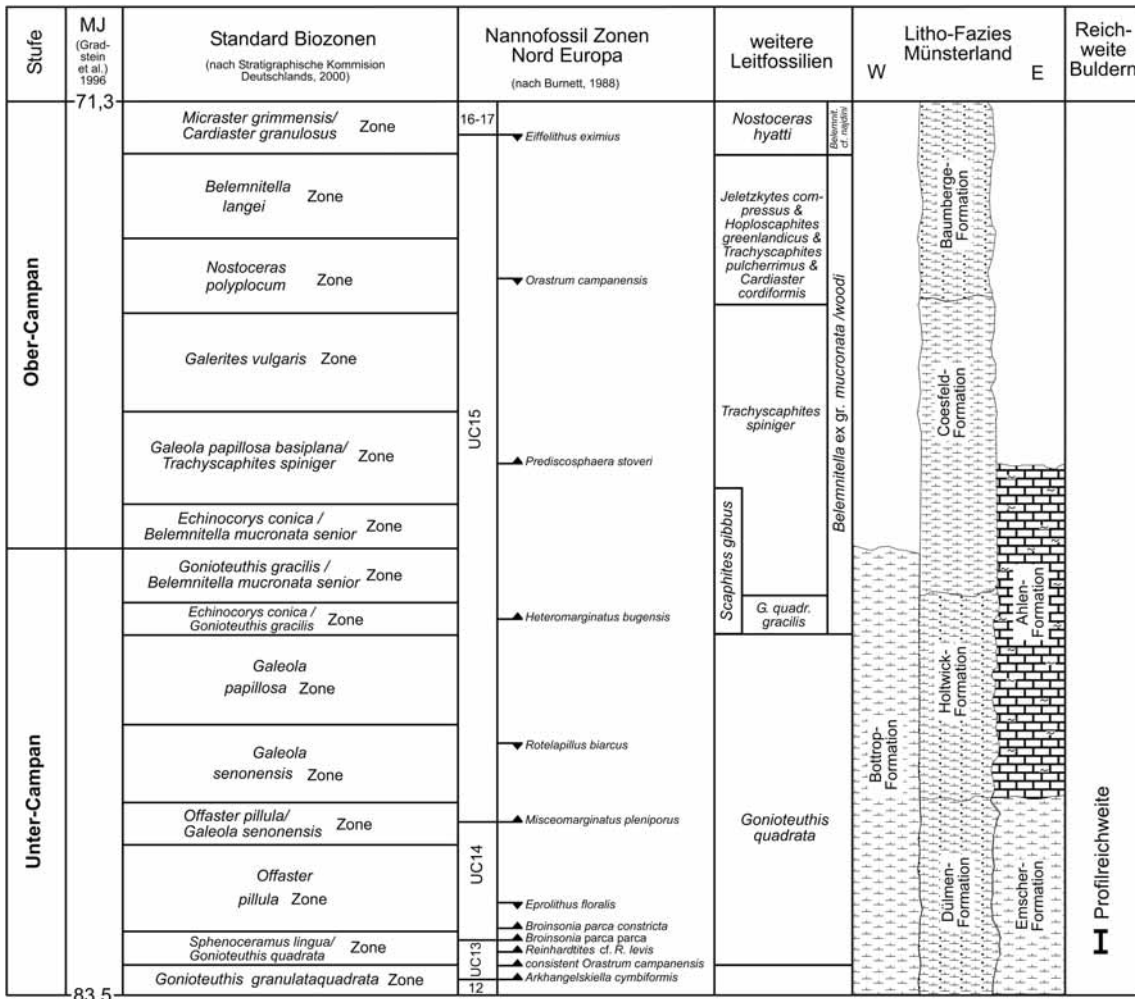 Stufe
MJ
(Grad-
stein
et al.)
1996
Standard Biozonen
(nach Stratigraphische Kommision
Deutschlands, 2000)
Nannofossil Zonen
Nord Europa
(nach Burnett, 1988)
weitere
Leitfossilien
Litho-Fazies
Münsterland
W
E
Reich-
weite
Buldern
71,3
83,5
Ober-Campan
Unter-Campan
Micraster grimmensis/
Cardiaster granulosus Zone
Belemnitella
langei Zone
Nostoceras
polyplocum Zone
Galerites vulgaris Zone
Galeola papillosa basiplana/
Trachyscaphites spiniger Zone
Echinocorys conica /
Belemnitella mucronata senior Zone
Gonioteuthis gracilis /
Belemnitella mucronata senior Zone
Echinocorys conica /
Gonioteuthis gracilis Zone
Galeola
papillosa Zone
Galeola
senonensis Zone
Offaster pillula/
Galeola senonensis Zone
Offaster
pillula Zone
Sphenoceramus lingua/
Gonioteuthis quadrata Zone
Gonioteuthis granulataquadrata Zone
16-17
UC15
UC14
UC13
12
Eiffelithus eximius
Orastrum campanensis
Prediscosphaera stoveri
Heteromarginatus bugensis
Rotelapillus biarcus
Misceomarginatus pleniporus
Eprolithus floralis
Broinsonia parca constricta
Broinsonia parca parca
Reinhardtites cf. R. levis
consistent Orastrum campanensis
Arkhangelskiella cymbiformis
Nostoceras
hyatti
Belemnit.
cf. najdini
Jeletzkytes com-
pressus &
Hoploscaphites
greenlandicus &
Trachyscaphites
pulcherrimus &
Cardiaster
cordiformis
Trachyscaphites
spiniger
Belemnitella ex gr. mucronata /woodi
Scaphites gibbus
G. quadr.
gracilis
Gonioteuthis
quadrata
Bottrop-
Formation
Baumberge-
Formation
Coesfeld-
Formation
Holtwick-
Formation
Dülmen-
Formation
Ahlen-
Formation
Emscher-
Formation
Profilreichweite